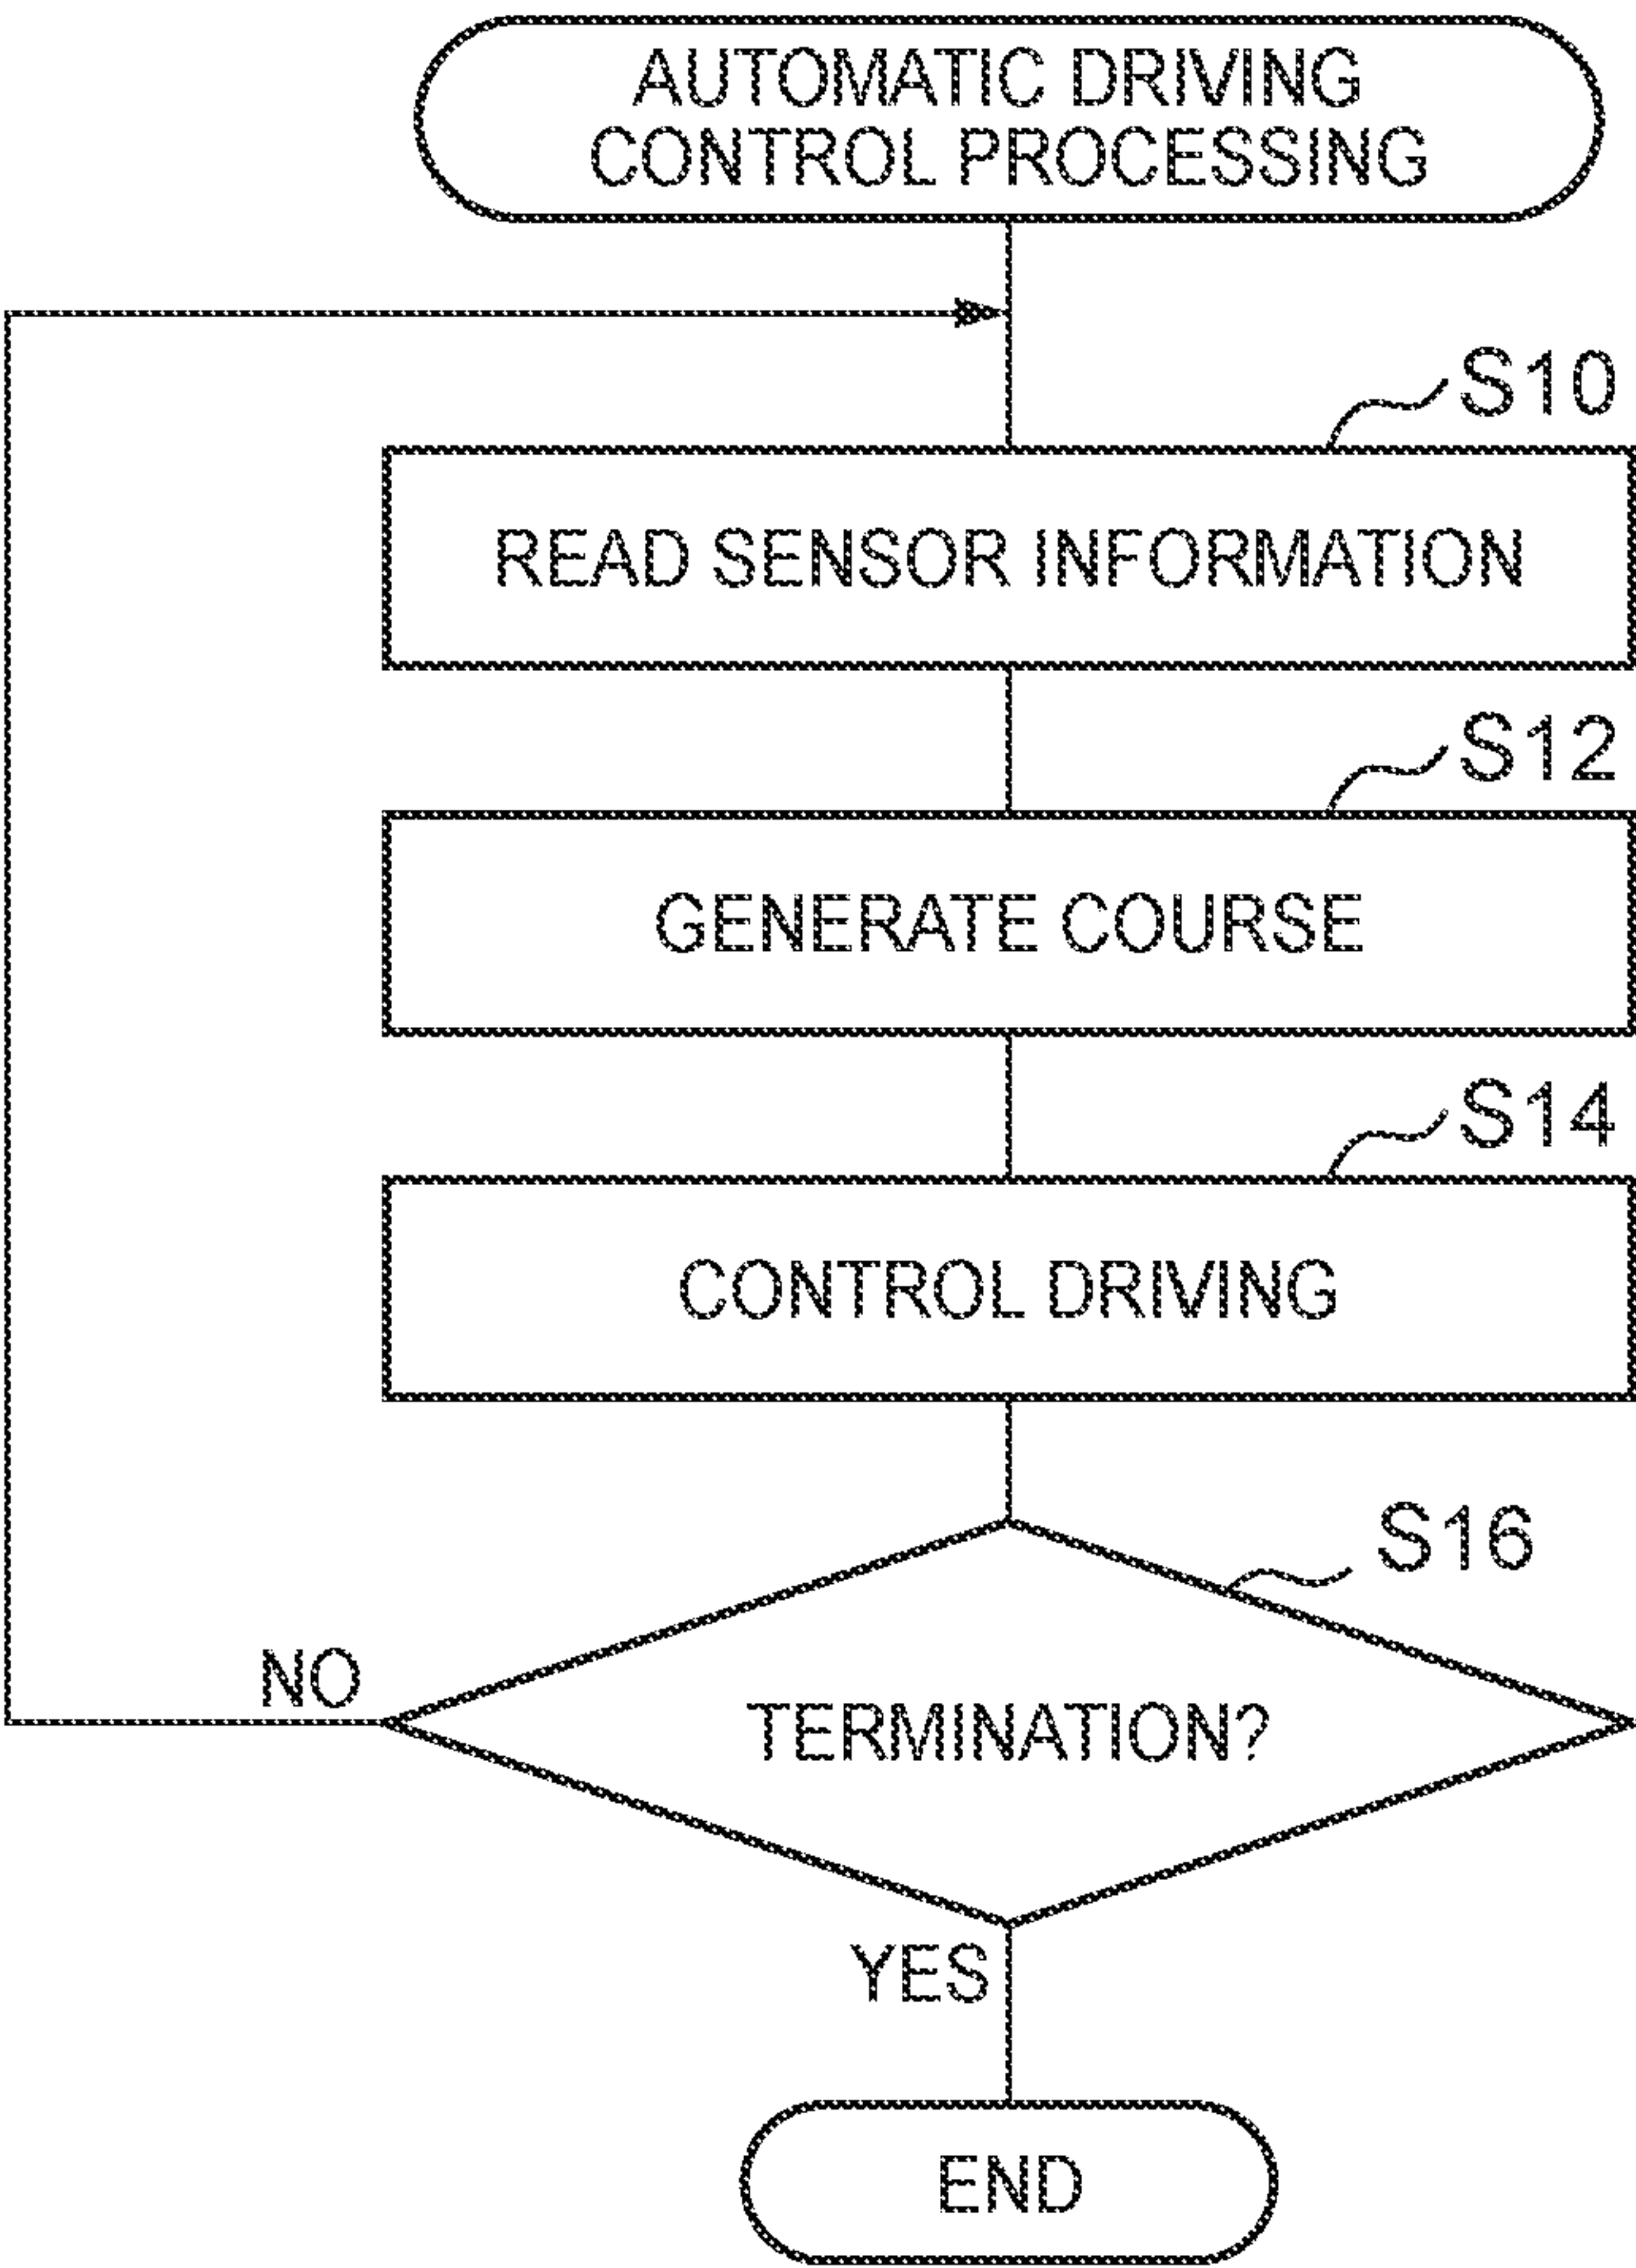 AUTOMATIC DRIVING
CONTROL PROCESSING
S10
READ SENSOR INFORMATION
S12
GENERATE COURSE
S14
CONTROL DRIVING
S16
NO
TERMINATION?
YES
END